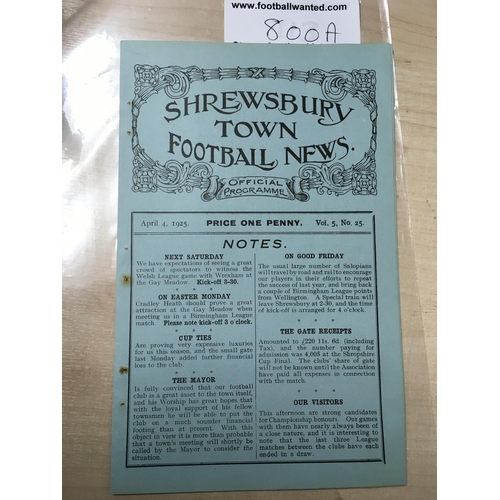 www.footballwanted.com
800A
SHREWSBURY
TOWN
FOOTBALL NEWS.
OFFICIAL
PROGRAMME
April 4, 1925. PRICE ONE PENNY. Vol. 5, No. 25.
NOTES.
NEXT SATURDAY
We have expectations of seeing a great
crowd of spectators to witness the
Welsh League game with Wrexham at
the Gay Meadow. Kick-off 3-30.
ON EASTER MONDAY
Cradley Heath should prove a great
attraction at the Gay Meadow when
meeting us in a Birmingham League
match. Please note kick-off 3 o'clock.
CUP TIES
Are proving very expensive luxuries
for us this season, and the small gate
last Monday added further financial
loss to the club.
THE MAYOR
Is fully convinced that our football
club is a great asset to the town itself,
and his Worship has great hopes that
with the loyal support of his fellow
townsmen he will be able to put the
club on a much sounder financial
footing than at present. With this
object in view it is more than probable
that a town's meeting will shortly be
called by the Mayor to consider the
situation.
ON GOOD FRIDAY
The usual large number of Salopians
will travel by road and rail to encourage
our players in their efforts to repeat
the success of last year, and bring back
a couple of Birmingham League points
from Wellington. A Special train will
leave Shrewsbury at 2-30, and the time
of kick-off is arranged for 4 o'clock.
THE GATE RECEIPTS
Amounted to £220 11s. 6d. (including
Tax), and the number paying for
admission was 4,008 at the Shropshire
Cup Final. The clubs' share of gate
will not be known until the Association
have paid all expenses in connection
with the match.
OUR VISITORS
This afternoon are strong candidates
for Championship honours. Our games
with them have nearly always been of
a close nature, and it is interesting to
note that the last three League
matches between the clubs have each
ended in a draw.